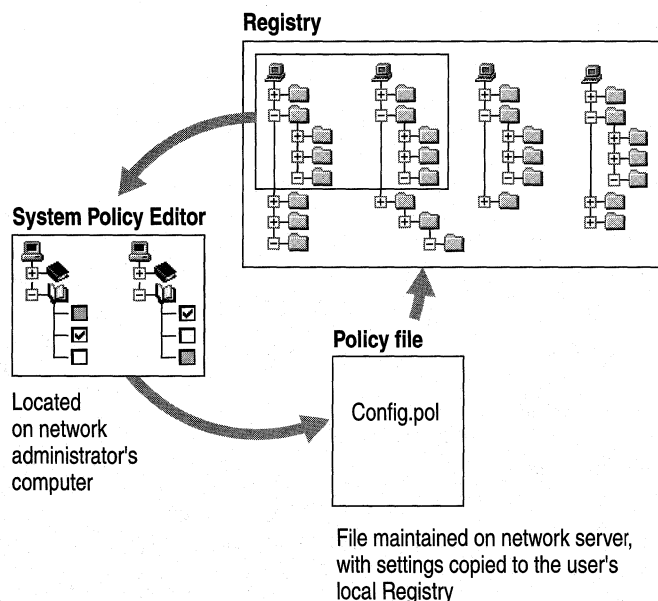 Registry
System Policy Editor
Located
on network
administrator's
computer
Policy file
Config.pol
File maintained on network server,
with settings copied to the user's
local Registry